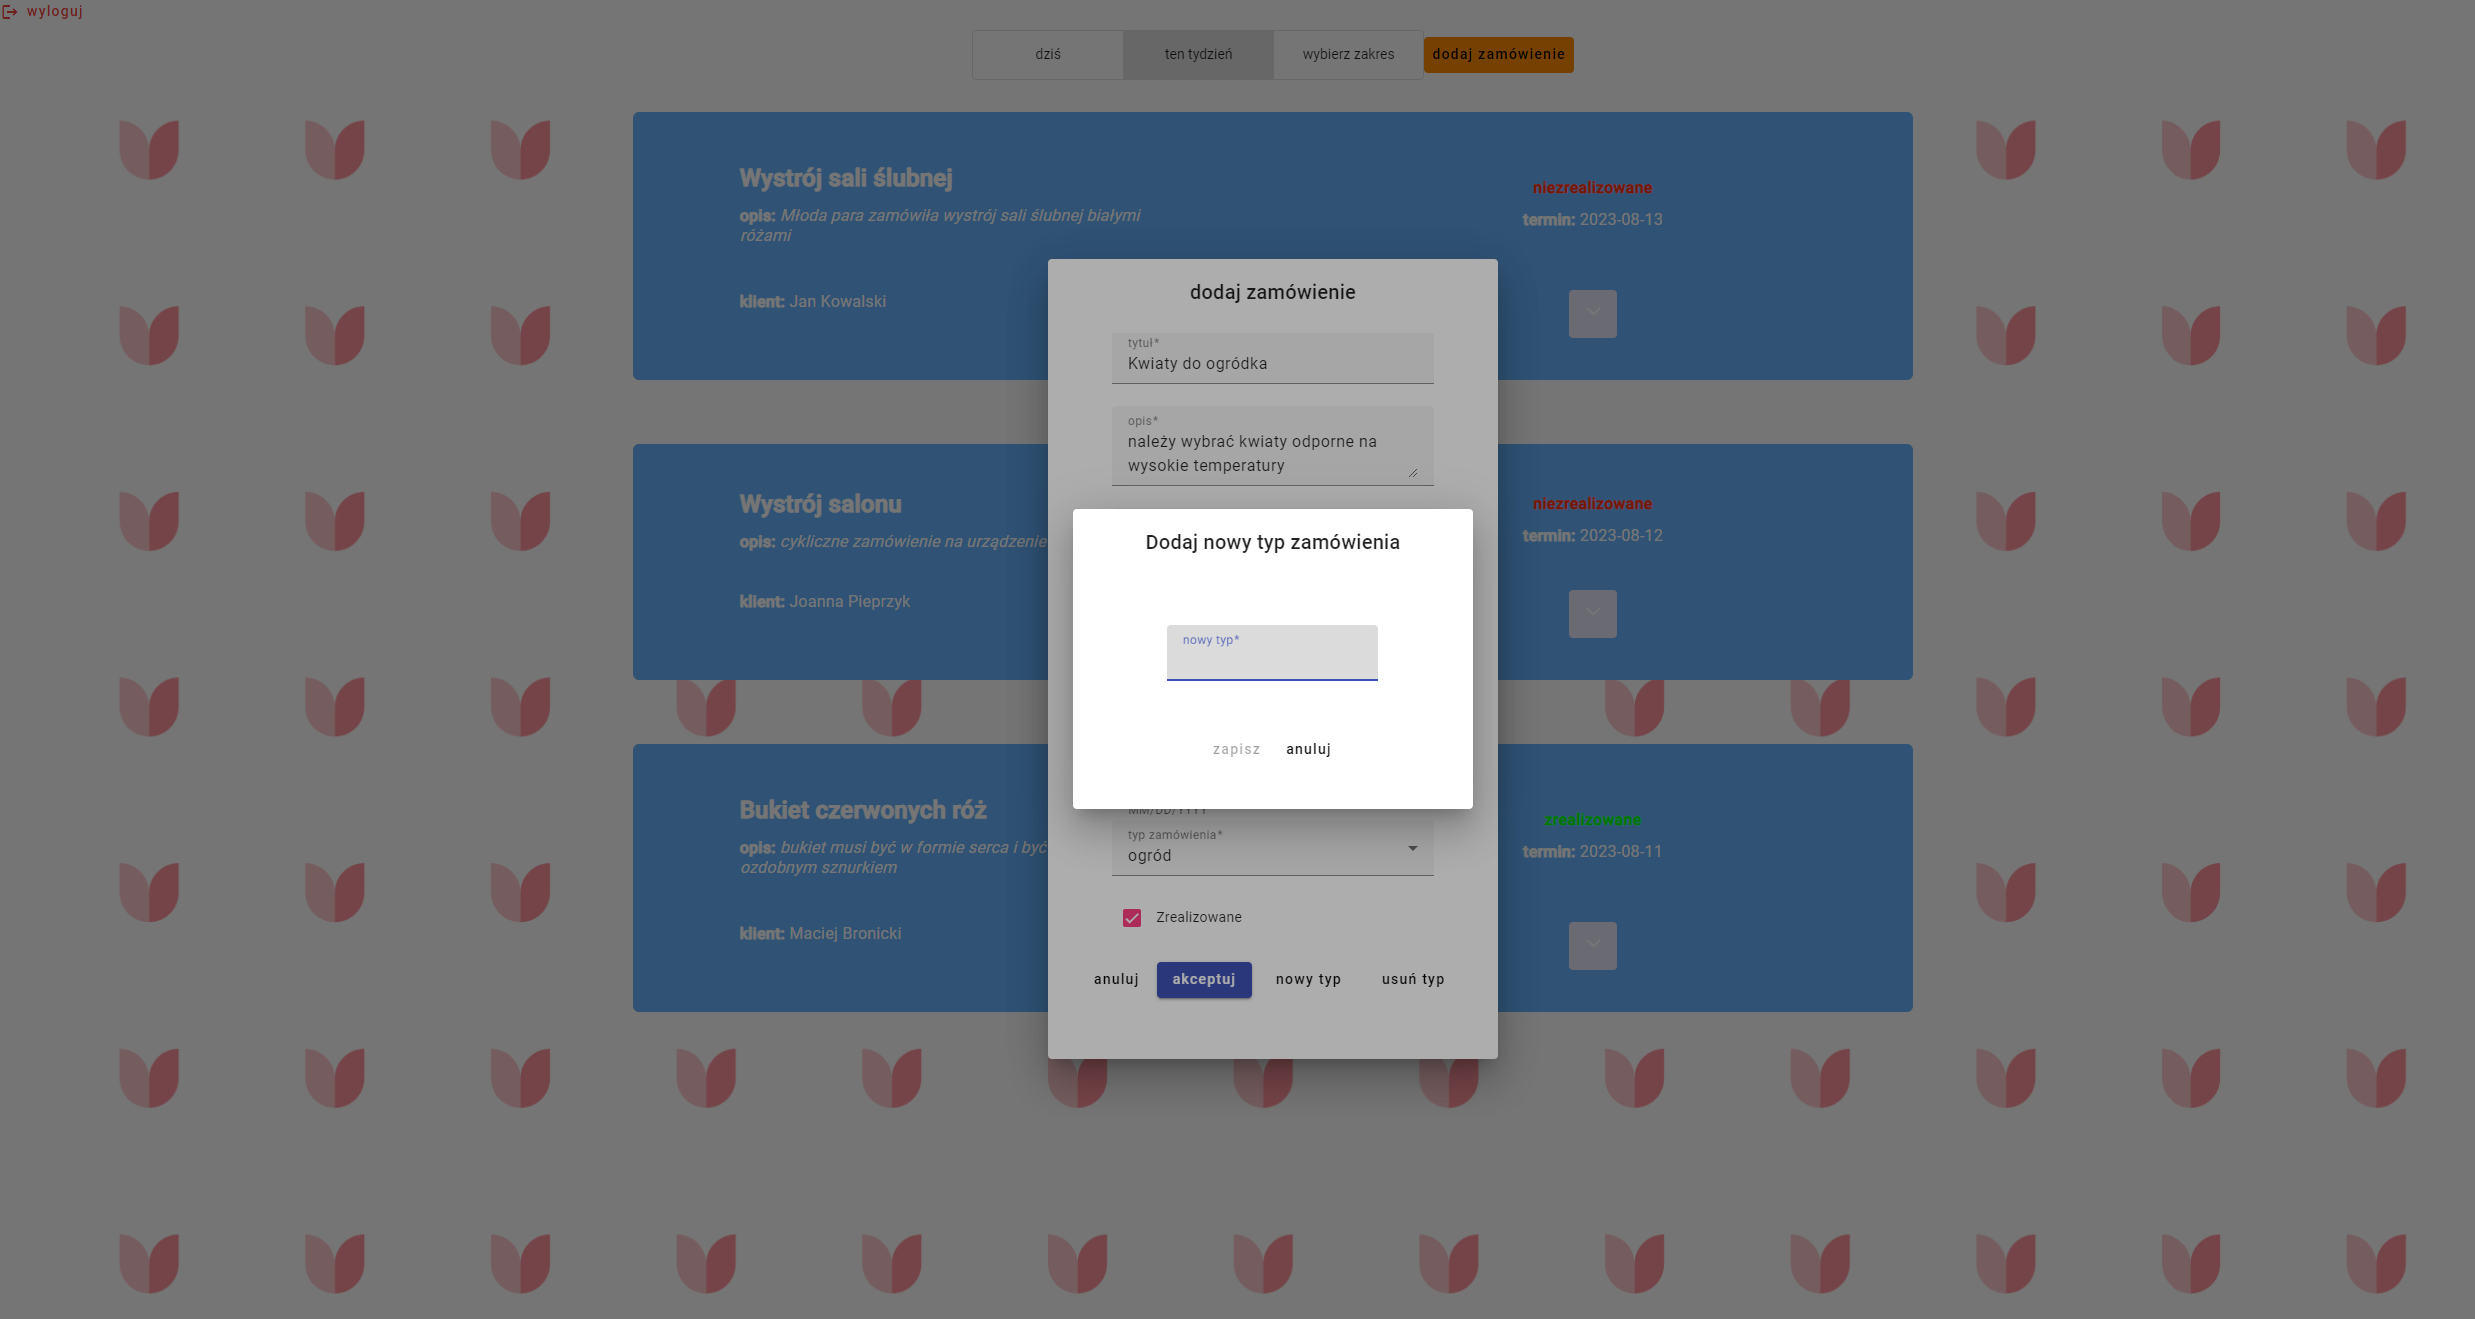 wyloguj
dziś
ten tydzień
wybierz zakres
dodaj zamówienie
Wystrój sali ślubnej
opis: Młoda para zamówiła wystrój sali ślubnej białymi
różami
klient: Jan Kowalski
niezrealizowane
termin: 2023-08-13
Wystrój salonu
opis: cykliczne zamówienie na urządzenie
klient: Joanna Pieprzyk
niezrealizowane
termin: 2023-08-12
Bukiet czerwonych róż
opis: bukiet musi być w formie serca i być
ozdobnym sznurkiem
klient: Maciej Bronicki
zrealizowane
termin: 2023-08-11
dodaj zamówienie
tytuł*
Kwiaty do ogródka
opis*
należy wybrać kwiaty odporne na
wysokie temperatury
Dodaj nowy typ zamówienia
nowy typ*
zapisz
anuluj
MM/DD/YYYY
typ zamówienia*
ogród
Zrealizowane
anuluj
akceptuj
nowy typ
usuń typ